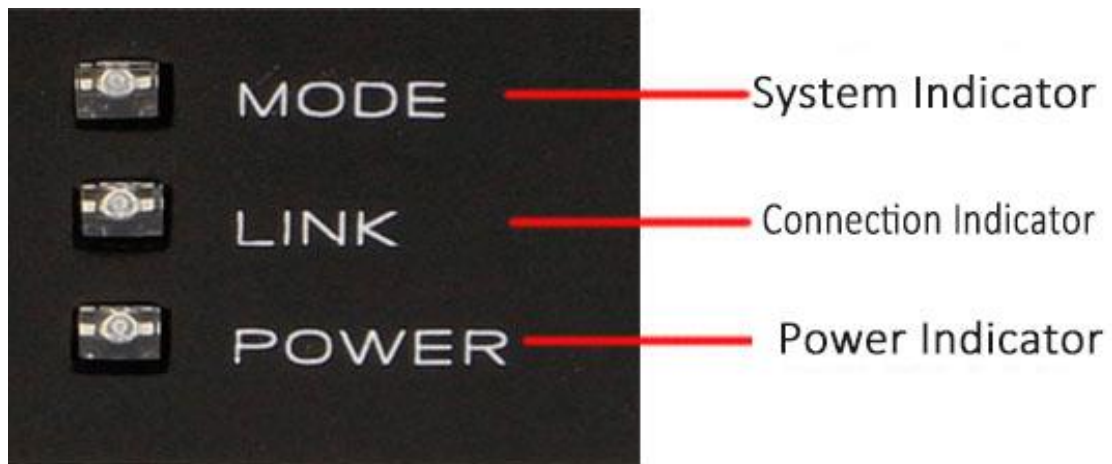 MODE System Indicator
LINK Connection Indicator
POWER Power Indicator